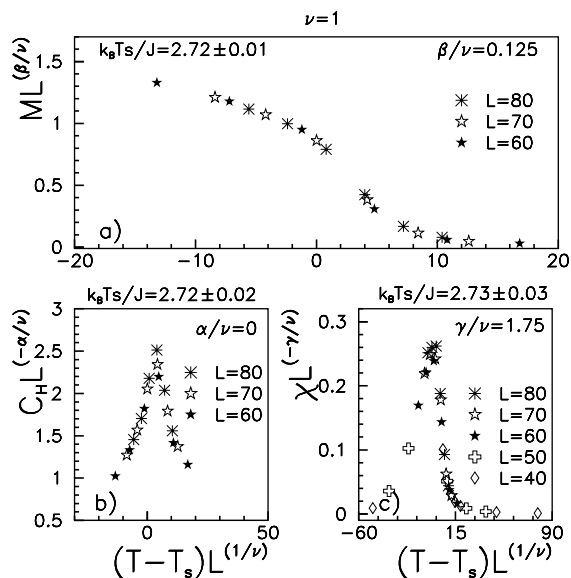 ν=1
k_BTs/J=2.72±0.01
β/ν=0.125
ML^(β/ν)
1.5
1
0.5
0
L=80
L=70
L=60
a)
−20 −10 0 10 20
k_BTs/J=2.72±0.02
α/ν=0
C_HL^(−α/ν)
3
2.5
2
1.5
1
0.5
L=80
L=70
L=60
b)
0 50
(T−T_s)L^(1/ν)
k_BTs/J=2.73±0.03
γ/ν=1.75
χL^(−γ/ν)
0.3
0.2
0.1
0
L=80
L=70
L=60
L=50
L=40
c)
−60 15 90
(T−T_s)L^(1/ν)